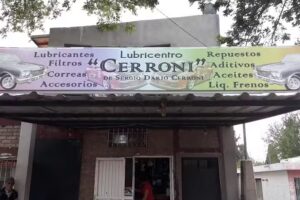 Lubricantes
Filtros
Correas
Accesorios
Lubricentro
"CERRONI"
DE SERGIO DARIO CERRONI
Repuestos
Aditivos
Aceites
Liq. Frenos